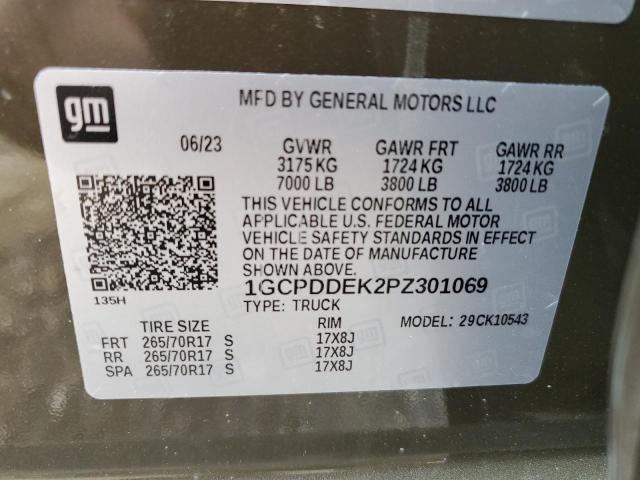 gm
MFD BY GENERAL MOTORS LLC
06/23 GVWR GAWR FRT GAWR RR
3175 KG 1724 KG 1724 KG
7000 LB 3800 LB 3800 LB
THIS VEHICLE CONFORMS TO ALL
APPLICABLE U.S. FEDERAL MOTOR
VEHICLE SAFETY STANDARDS IN EFFECT
ON THE DATE OF MANUFACTURE
SHOWN ABOVE.
135H
1GCPDDEK2PZ301069
TYPE: TRUCK
TIRE SIZE RIM MODEL: 29CK10543
FRT 265/70R17 S 17X8J
RR 265/70R17 S 17X8J
SPA 265/70R17 S 17X8J